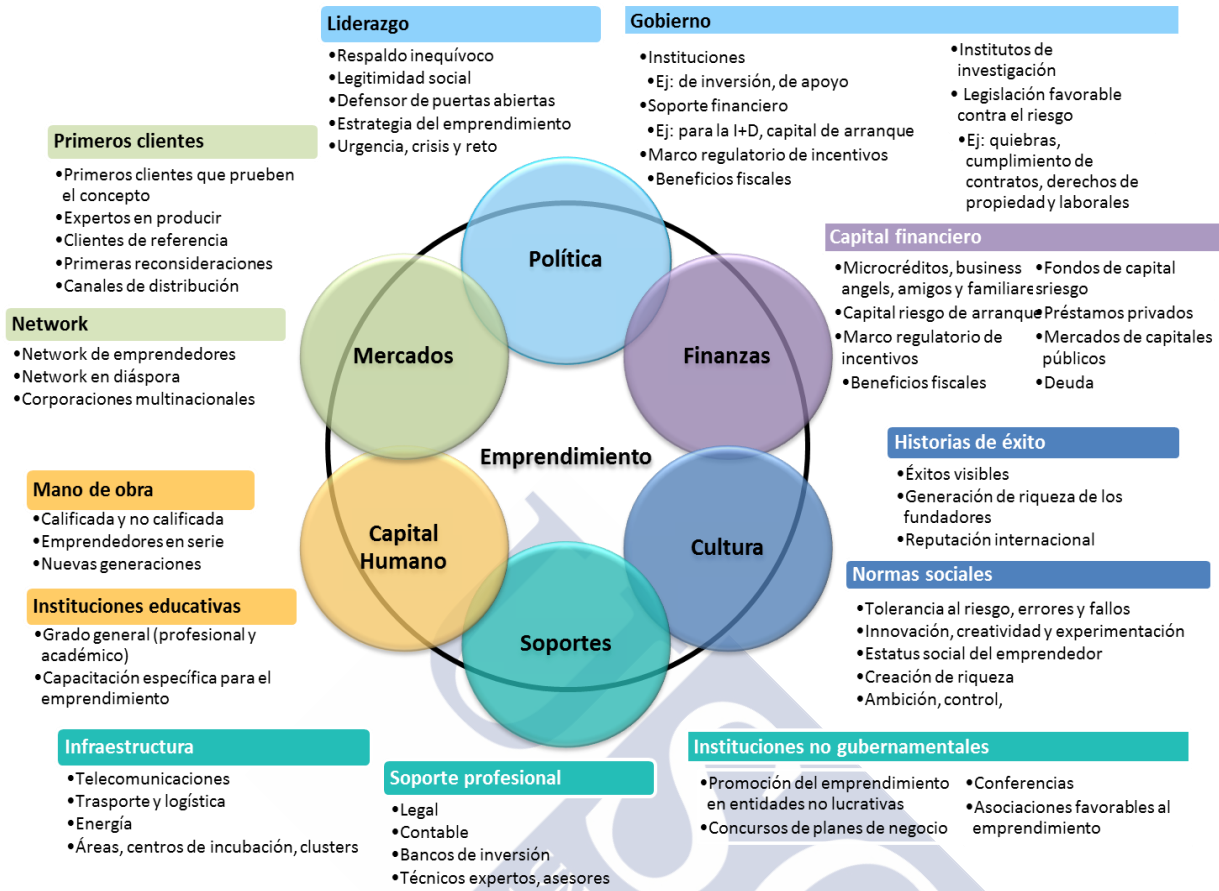 Liderazgo
•Respaldo inequívoco
•Legitimidad social
•Defensor de puertas abiertas
•Estrategia del emprendimiento
•Urgencia, crisis y reto
Gobierno
•Instituciones
•Ej: de inversión, de apoyo
•Soporte financiero
•Ej: para la I+D, capital de arranque
•Marco regulatorio de incentivos
•Beneficios fiscales
•Institutos de
investigación
• Legislación favorable
contra el riesgo
•Ej: quiebras,
cumplimiento de
contratos, derechos de
propiedad y laborales
Primeros clientes
•Primeros clientes que prueben
el concepto
•Expertos en producir
•Clientes de referencia
•Primeras reconsideraciones
•Canales de distribución
Network
•Network de emprendedores
•Network en diáspora
•Corporaciones multinacionales
Política
Mercados
Finanzas
Emprendimiento
Capital
Humano
Cultura
Soportes
Capital financiero
•Microcréditos, business
angels, amigos y familiare
•Capital riesgo de arranque
•Marco regulatorio de
incentivos
•Beneficios fiscales
•Fondos de capital
riesgo
•Préstamos privados
•Mercados de capitales
públicos
•Deuda
Historias de éxito
•Éxitos visibles
•Generación de riqueza de los
fundadores
•Reputación internacional
Normas sociales
•Tolerancia al riesgo, errores y fallos
•Innovación, creatividad y experimentación
•Estatus social del emprendedor
•Creación de riqueza
•Ambición, control,
Mano de obra
•Calificada y no calificada
•Emprendedores en serie
•Nuevas generaciones
Instituciones educativas
•Grado general (profesional y
académico)
•Capacitación específica para el
emprendimiento
Infraestructura
•Telecomunicaciones
•Trasporte y logística
•Energía
•Áreas, centros de incubación, clusters
Soporte profesional
•Legal
•Contable
•Bancos de inversión
•Técnicos expertos, asesores
Instituciones no gubernamentales
•Promoción del emprendimiento
en entidades no lucrativas
•Concursos de planes de negocio
•Conferencias
•Asociaciones favorables al
emprendimiento